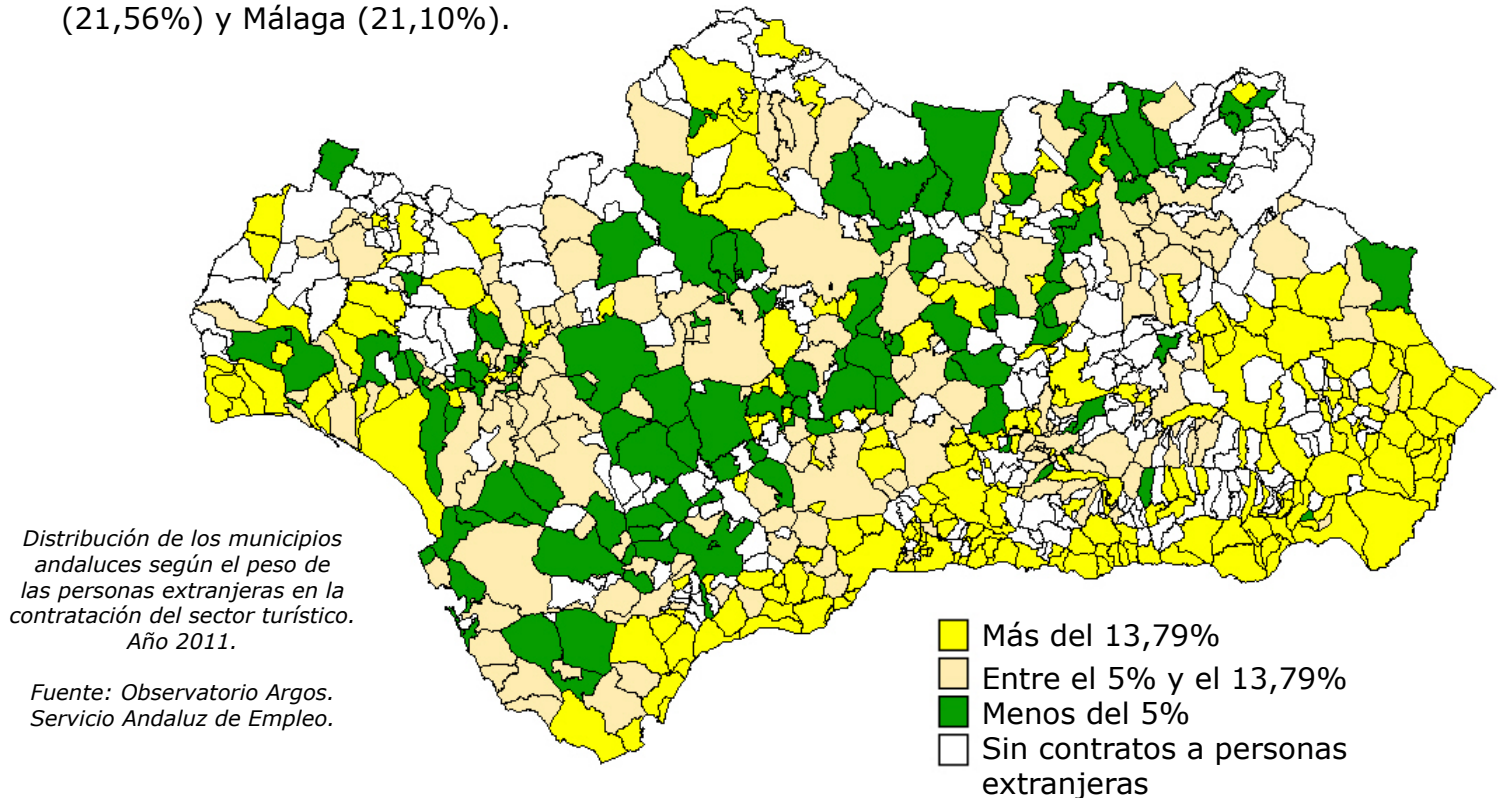 (21,56%) y Málaga (21,10%).
Distribución de los municipios
andaluces según el peso de
las personas extranjeras en la
contratación del sector turístico.
Año 2011.
Fuente: Observatorio Argos.
Servicio Andaluz de Empleo.
Más del 13,79%
Entre el 5% y el 13,79%
Menos del 5%
Sin contratos a personas
extranjeras